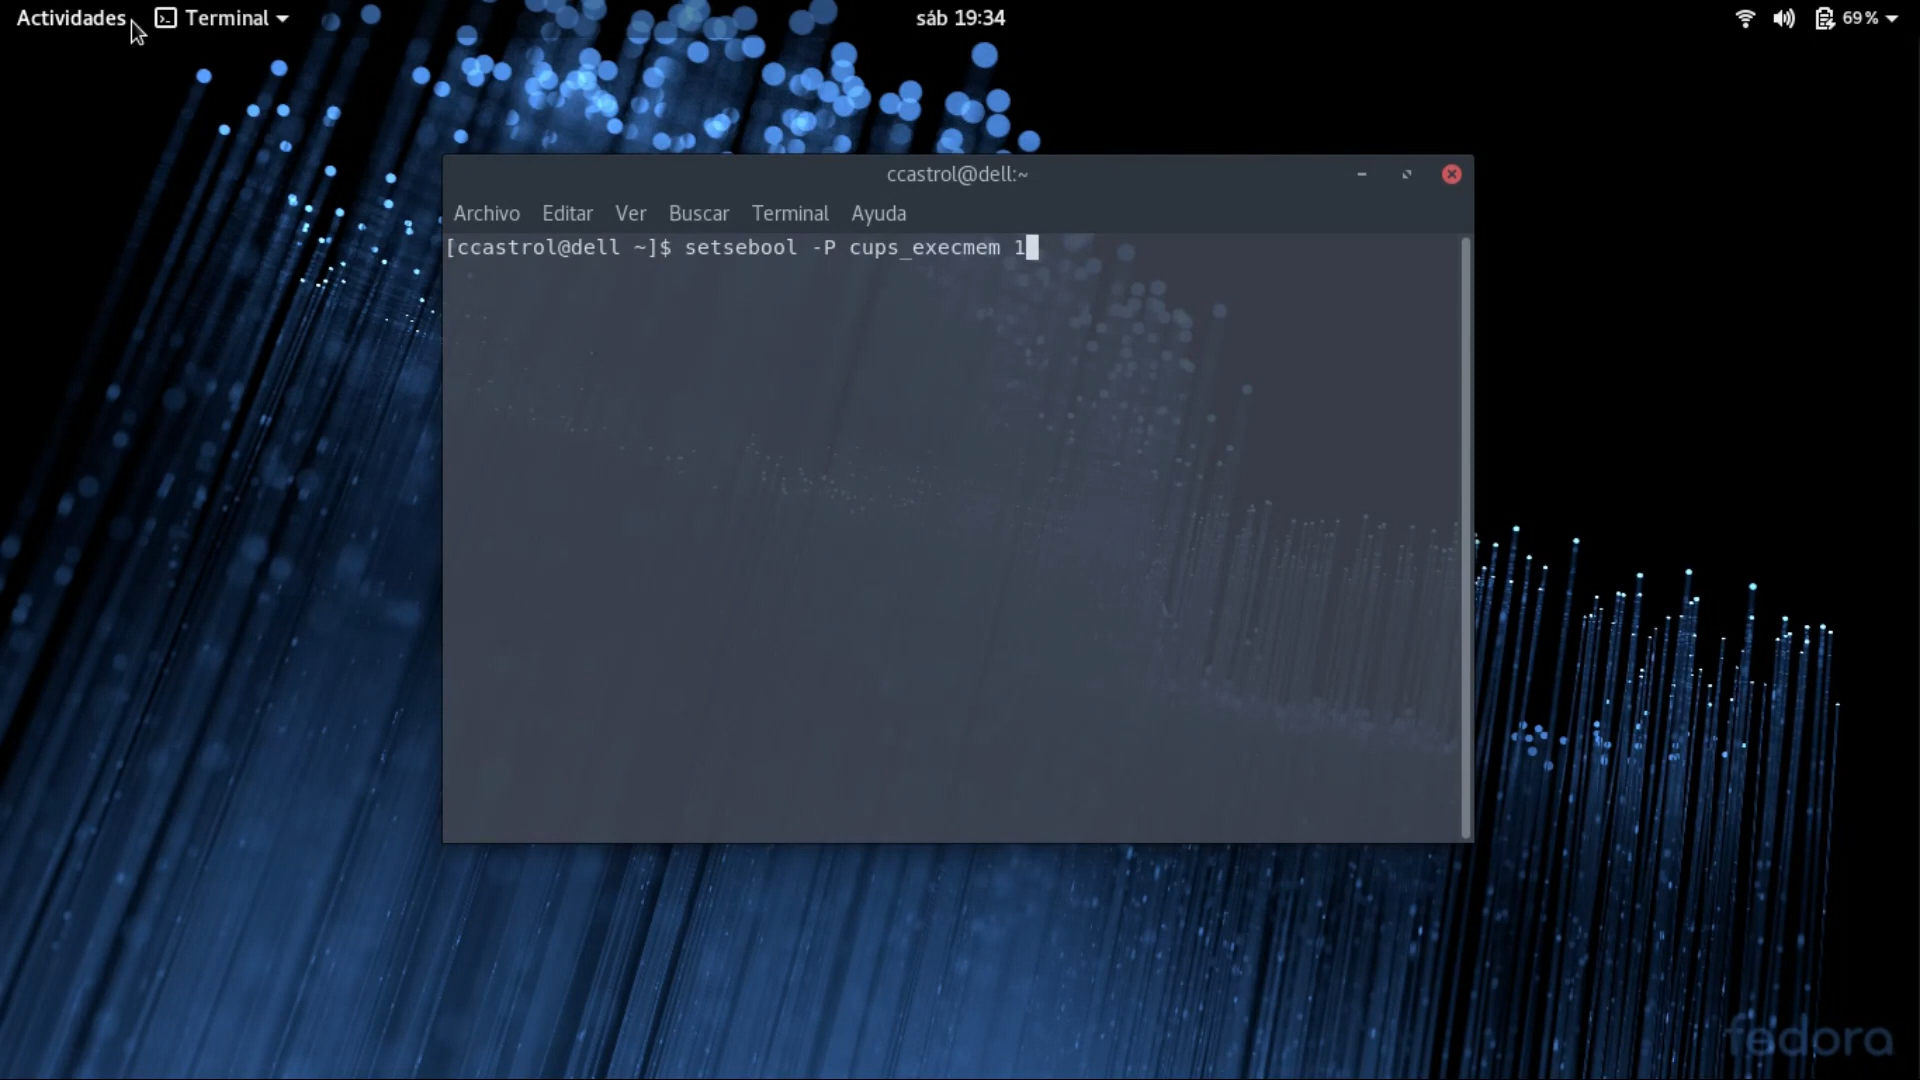 Actividades Terminal sáb 19:34 69%
ccastrol@dell:~
Archivo Editar Ver Buscar Terminal Ayuda
[ccastrol@dell ~]$ setsebool -P cups_execmem 1
fedora